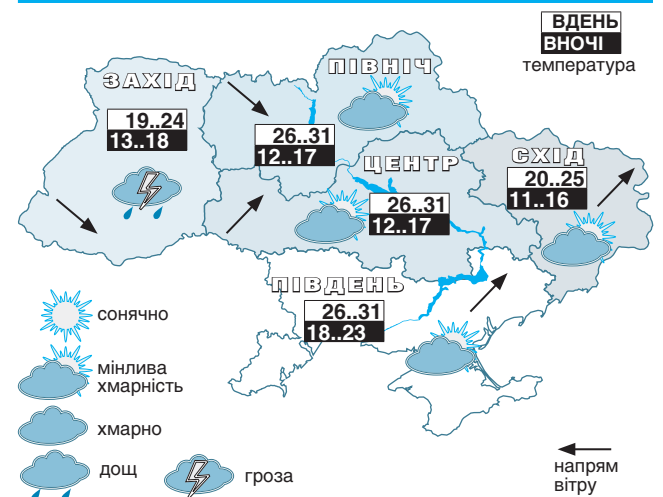 ВДЕНЬ
ВНОЧІ
температура
ПІВНІЧ
ЗАХІД
19..24
13..18
26..31
12..17
ЦЕНТР
СХІД
20..25
11..16
26..31
12..17
ПІВДЕНЬ
26..31
18..23
сонячно
мінлива
хмарність
хмарно
дощ
гроза
напрям
вітру